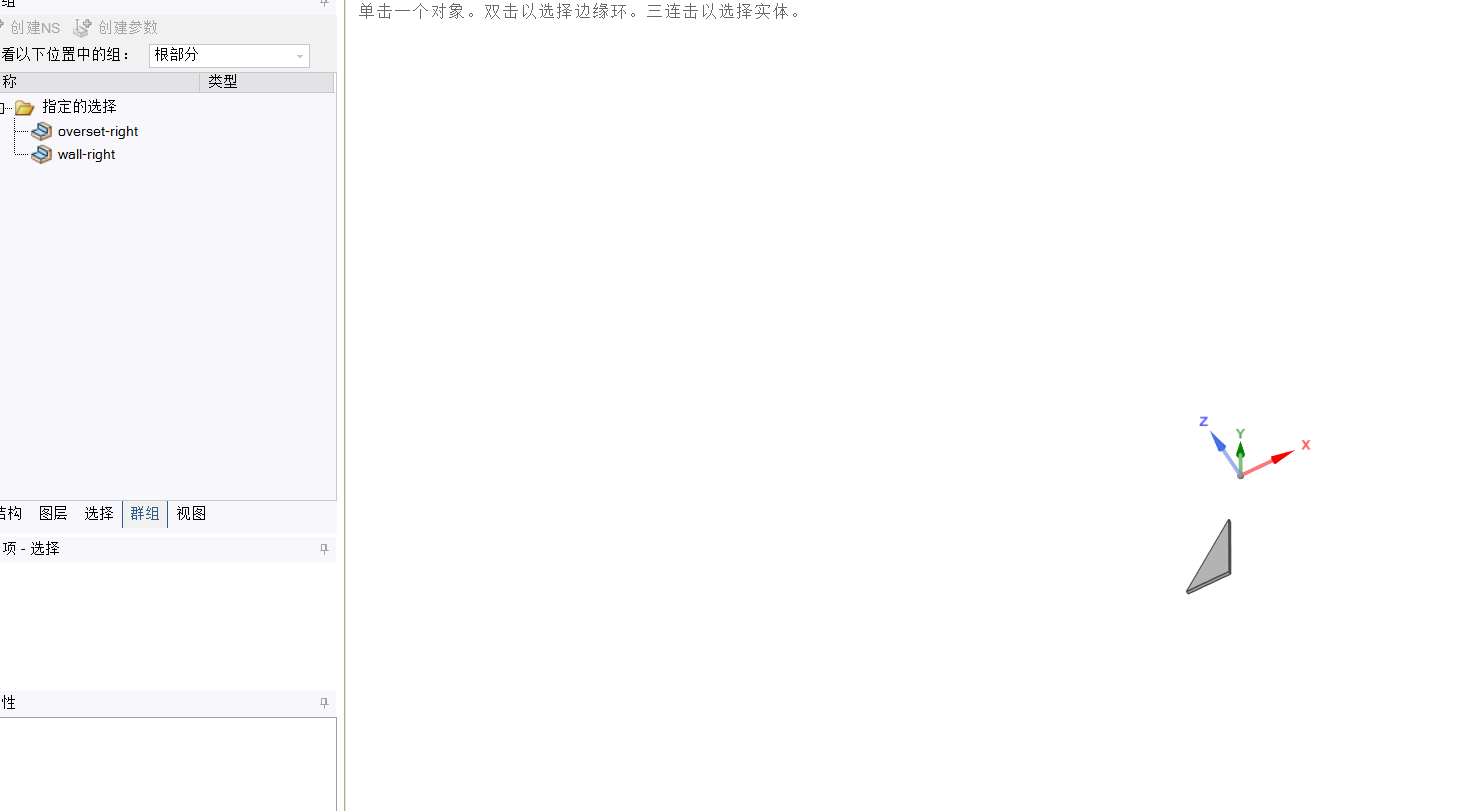 组
单击一个对象。双击以选择边缘环。三连击以选择实体。
创建NS 创建参数
看以下位置中的组： 根部分
称 类型
指定的选择
overset-right
wall-right
Z
Y
X
结构 图层 选择 群组 视图
项 - 选择
性